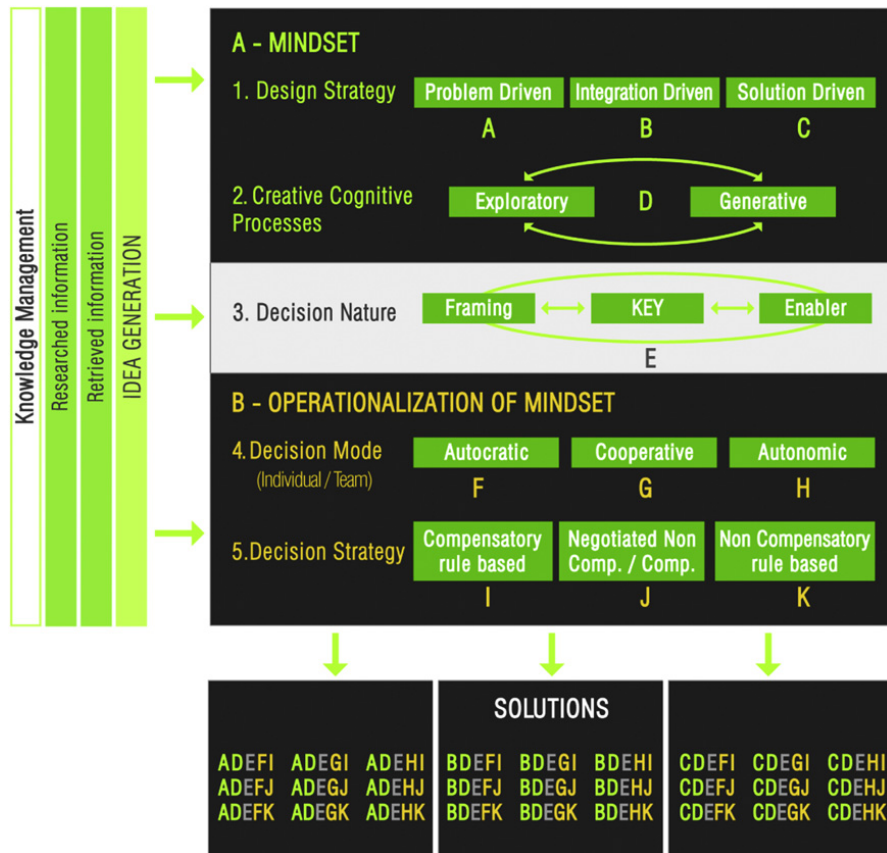 Knowledge Management
Researched information
Retrieved information
IDEA GENERATION
A - MINDSET
1. Design Strategy
Problem Driven
Integration Driven
Solution Driven
A
B
C
2. Creative Cognitive
Processes
Exploratory
D
Generative
3. Decision Nature
Framing
KEY
Enabler
E
B - OPERATIONALIZATION OF MINDSET
4.Decision Mode
(Individual / Team)
Autocratic
Cooperative
Autonomic
F
G
H
5.Decision Strategy
Compensatory
rule based
Negotiated Non
Comp. / Comp.
Non Compensatory
rule based
I
J
K
SOLUTIONS
ADEFI ADEGI ADEHI
ADEFJ ADEGJ ADEHJ
ADEFK ADEGK ADEHK
BDEFI BDEGI BDEHI
BDEFJ BDEGJ BDEHJ
BDEFK BDEGK BDEHK
CDEFI CDEGI CDEHI
CDEFJ CDEGJ CDEHJ
CDEFK CDEGK CDEHK